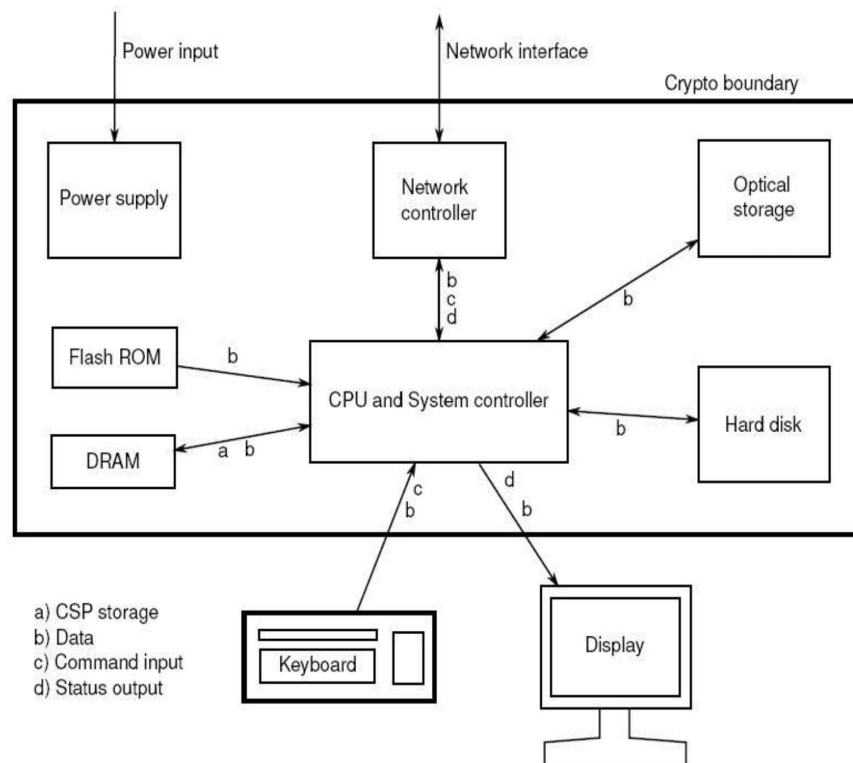 Power input
Network interface
Crypto boundary
Power supply
Network
controller
Optical
storage
b
c
d
b
Flash ROM
b
CPU and System controller
Hard disk
b
DRAM
a b
c
b
d
b
a) CSP storage
b) Data
c) Command input
d) Status output
Keyboard
Display